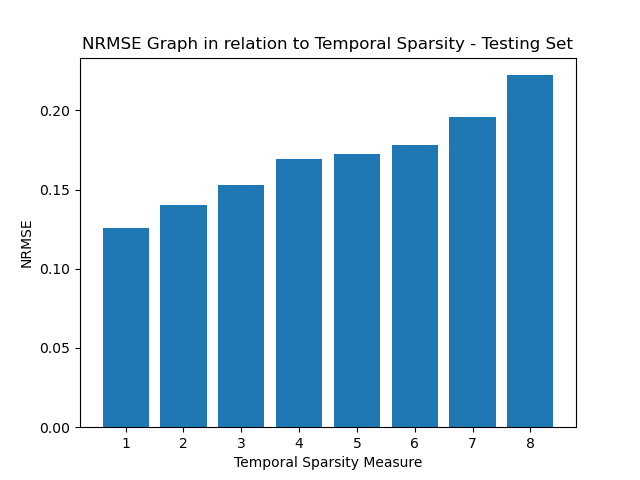 NRMSE Graph in relation to Temporal Sparsity - Testing Set
0.20
0.15
0.10
0.05
0.00
NRMSE
1 2 3 4 5 6 7 8
Temporal Sparsity Measure